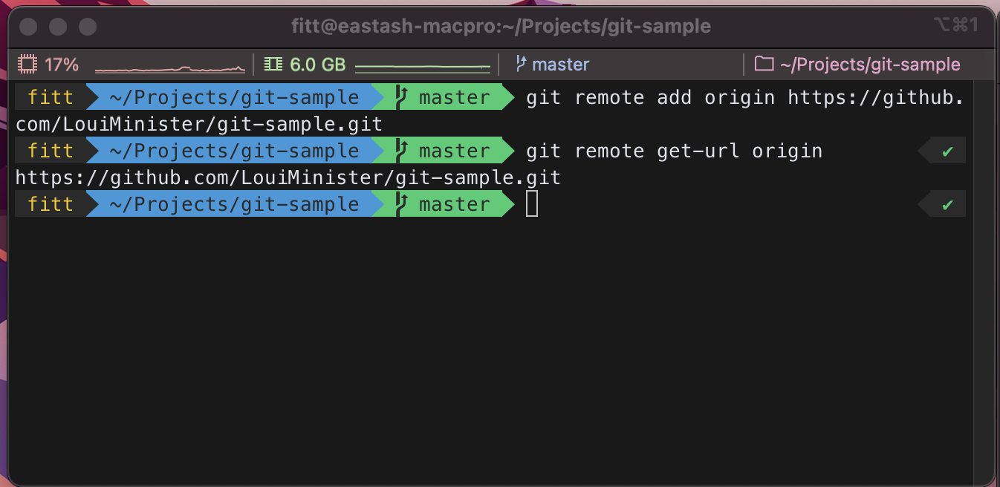 fitt@eastash-macpro:~/Projects/git-sample ⌥⌘1
17% 6.0 GB master ~/Projects/git-sample
fitt ~/Projects/git-sample master git remote add origin https://github.
com/LouiMinister/git-sample.git
fitt ~/Projects/git-sample master git remote get-url origin ✔
https://github.com/LouiMinister/git-sample.git
fitt ~/Projects/git-sample master ✔